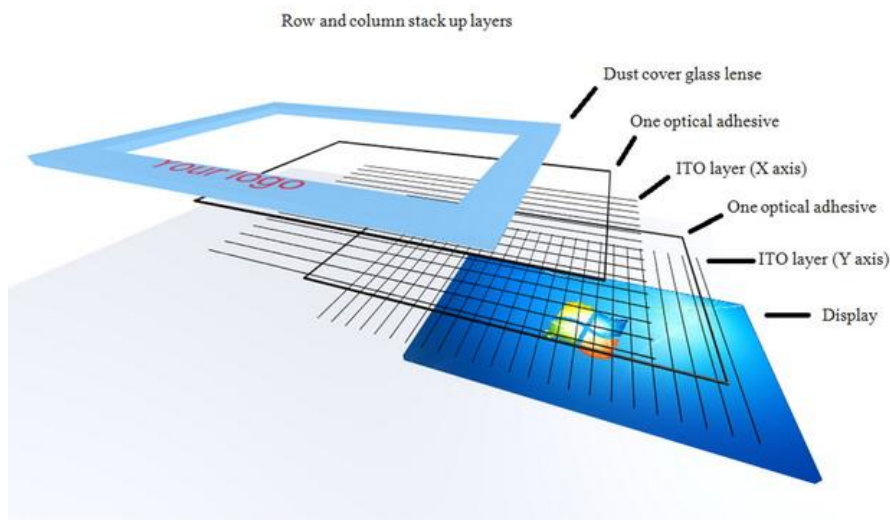 Row and column stack up layers
Dust cover glass lense
One optical adhesive
ITO layer (X axis)
One optical adhesive
ITO layer (Y axis)
Display
Your logo